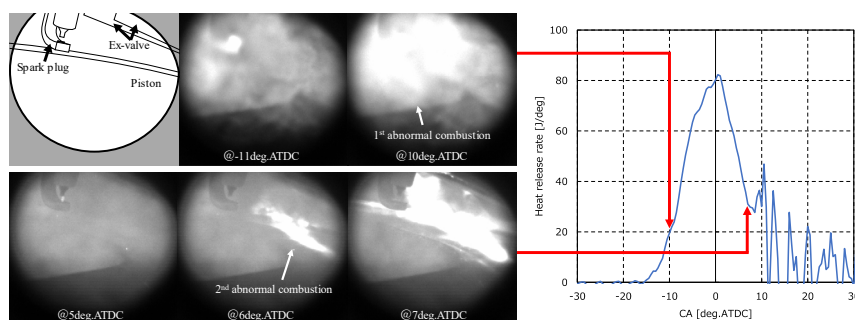 Ex-valve
Spark plug
Piston
1st abnormal combustion
@-11deg.ATDC
@10deg.ATDC
2nd abnormal combustion
@5deg.ATDC
@6deg.ATDC
@7deg.ATDC
Heat release rate [J/deg]
100
80
60
40
20
0
-30
-20
-10
0
10
20
30
CA [deg.ATDC]